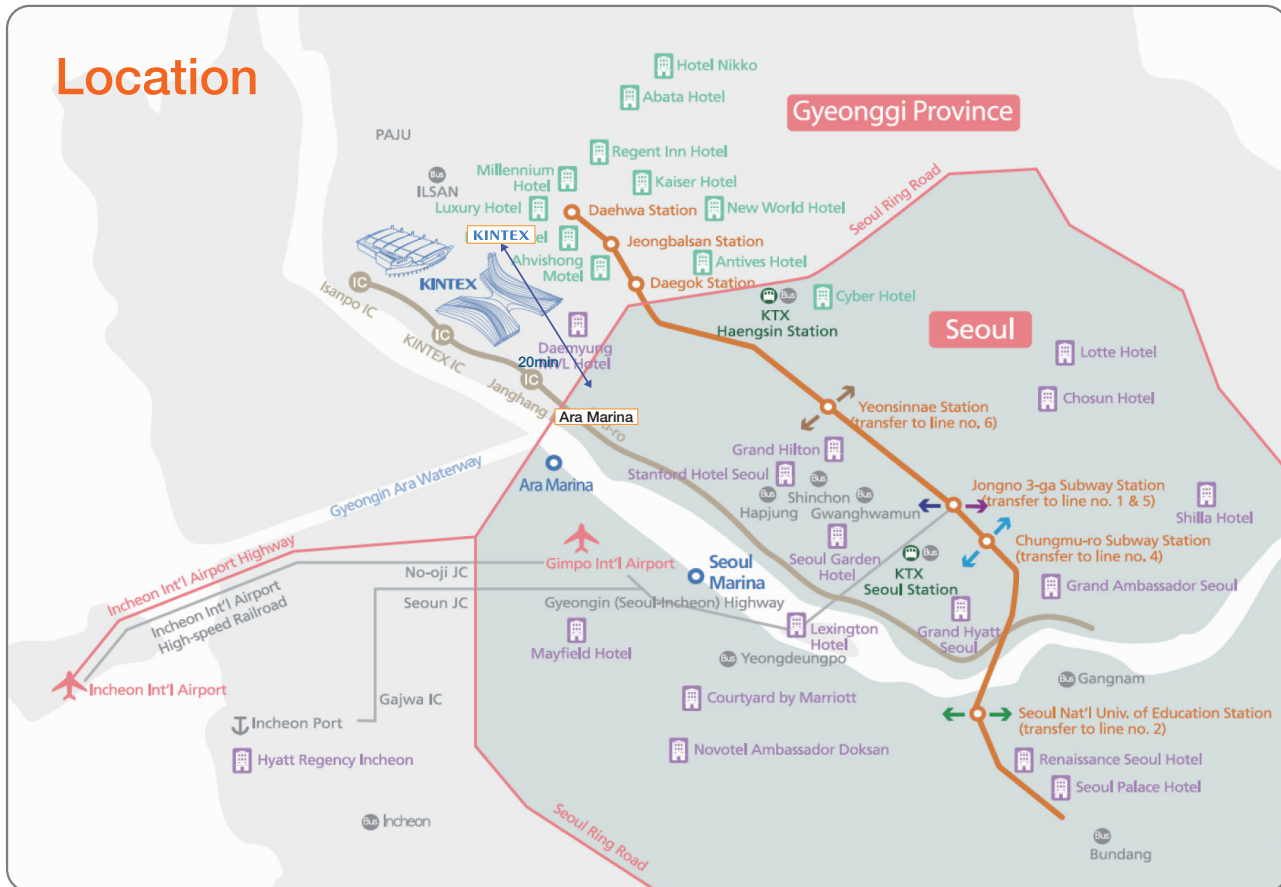 Location
Hotel Nikko
Abata Hotel
Gyeonggi Province
PAJU
Regent Inn Hotel
Seoul Ring Road
Bus
ILSAN
Millennium
Hotel
Kaiser Hotel
Luxury Hotel
Daehwa Station
New World Hotel
KINTEX
Jeongbalsan Station
Ahvishong
Motel
Antives Hotel
KINTEX
Daegok Station
IC
Isanpo IC
Bus
KTX
Haengsin Station
Cyber Hotel
Seoul
IC
KINTEX IC
Daemyung
MVL Hotel
Lotte Hotel
20min
IC
Janghang
Chosun Hotel
Ara Marina
Yeonsinnae Station
(transfer to line no. 6)
Grand Hilton
Stanford Hotel Seoul
Gyeongin Ara Waterway
Ara Marina
Bus
Shinchon
Bus
Hapjung
Bus
Gwanghwamun
Jongno 3-ga Subway Station
(transfer to line no. 1 & 5)
Shilla Hotel
Chungmu-ro Subway Station
(transfer to line no. 4)
Incheon Int'l Airport Highway
Incheon Int'l Airport
High-speed Railroad
No-oji JC
Gimpo Int'l Airport
Seoul
Marina
Seoul Garden
Hotel
Bus
KTX
Seoul Station
Grand Ambassador Seoul
Seoun JC
Gyeongin (Seoul-Incheon) Highway
Mayfield Hotel
Lexington
Hotel
Grand Hyatt
Seoul
Bus Yeongdeungpo
Bus Gangnam
Incheon Int'l Airport
Gajwa IC
Courtyard by Marriott
Incheon Port
Seoul Nat'l Univ. of Education Station
(transfer to line no. 2)
Hyatt Regency Incheon
Novotel Ambassador Doksan
Renaissance Seoul Hotel
Seoul Palace Hotel
Bus Incheon
Seoul Ring Road
Bus
Bundang